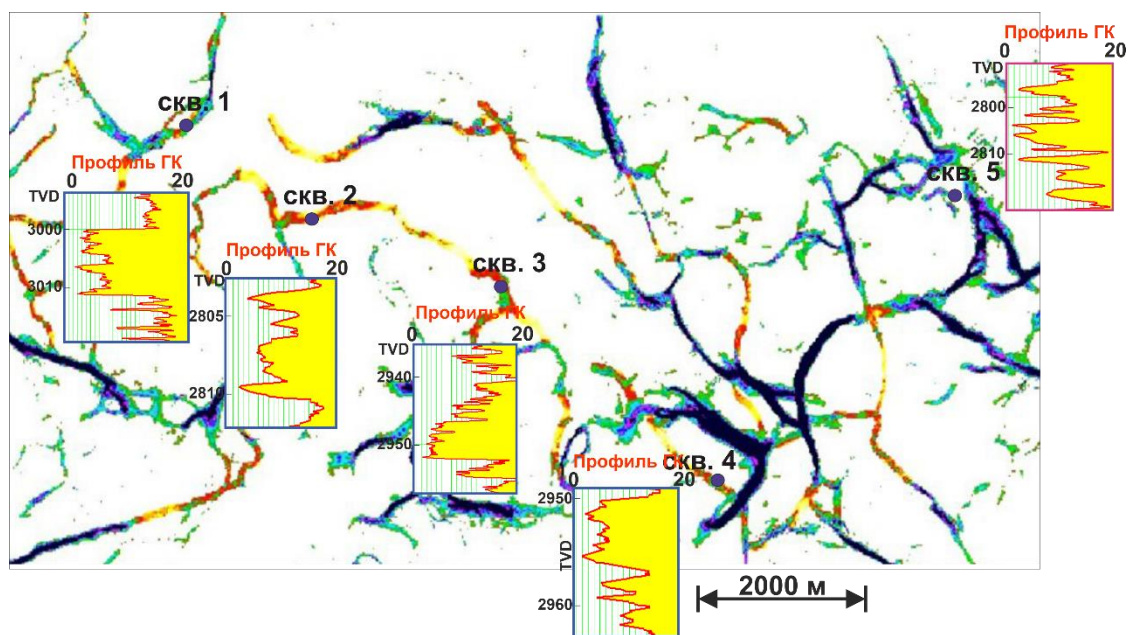 Профиль ГК
0 20
TVD
2800
2810
скв. 1
Профиль ГК
0 20
TVD
3000
3010
скв. 2
Профиль ГК
0 20
TVD
2805
2810
скв. 3
Профиль ГК
0 20
TVD
2940
2950
скв. 4
Профиль ГК
0 20
2950
TVD
2960
скв. 5
2000 м